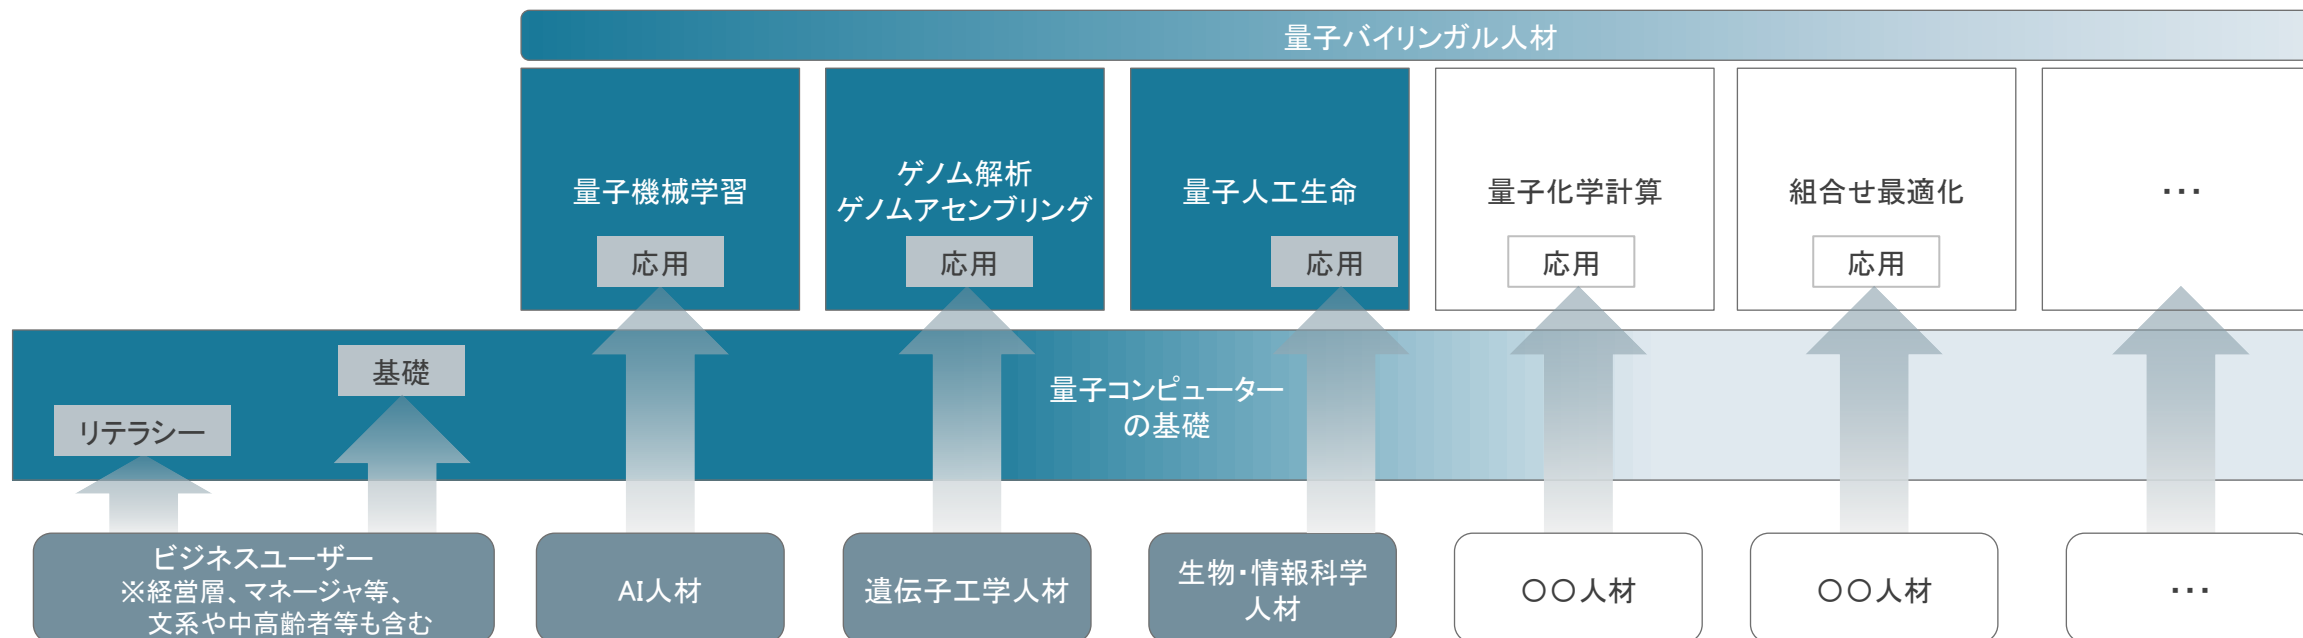 量子バイリンガル人材
量子機械学習
応用
ゲノム解析
ゲノムアセンブリング
応用
量子人工生命
応用
量子化学計算
応用
組合せ最適化
応用
･･･
リテラシー
基礎
量子コンピューター
の基礎
ビジネスユーザー
※経営層、マネージャ等、
文系や中高齢者等も含む
AI人材
遺伝子工学人材
生物・情報科学
人材
〇〇人材
〇〇人材
･･･